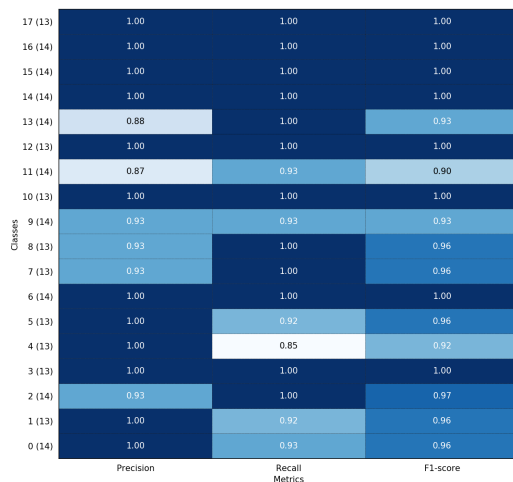 17 (13) 1.00 1.00 1.00
16 (14) 1.00 1.00 1.00
15 (14) 1.00 1.00 1.00
14 (14) 1.00 1.00 1.00
13 (14) 0.88 1.00 0.93
12 (13) 1.00 1.00 1.00
11 (14) 0.87 0.93 0.90
10 (13) 1.00 1.00 1.00
9 (14) 0.93 0.93 0.93
8 (13) 0.93 1.00 0.96
7 (13) 0.93 1.00 0.96
6 (14) 1.00 1.00 1.00
5 (13) 1.00 0.92 0.96
4 (13) 1.00 0.85 0.92
3 (13) 1.00 1.00 1.00
2 (14) 0.93 1.00 0.97
1 (13) 1.00 0.92 0.96
0 (14) 1.00 0.93 0.96
Classes
Precision Recall F1-score
Metrics